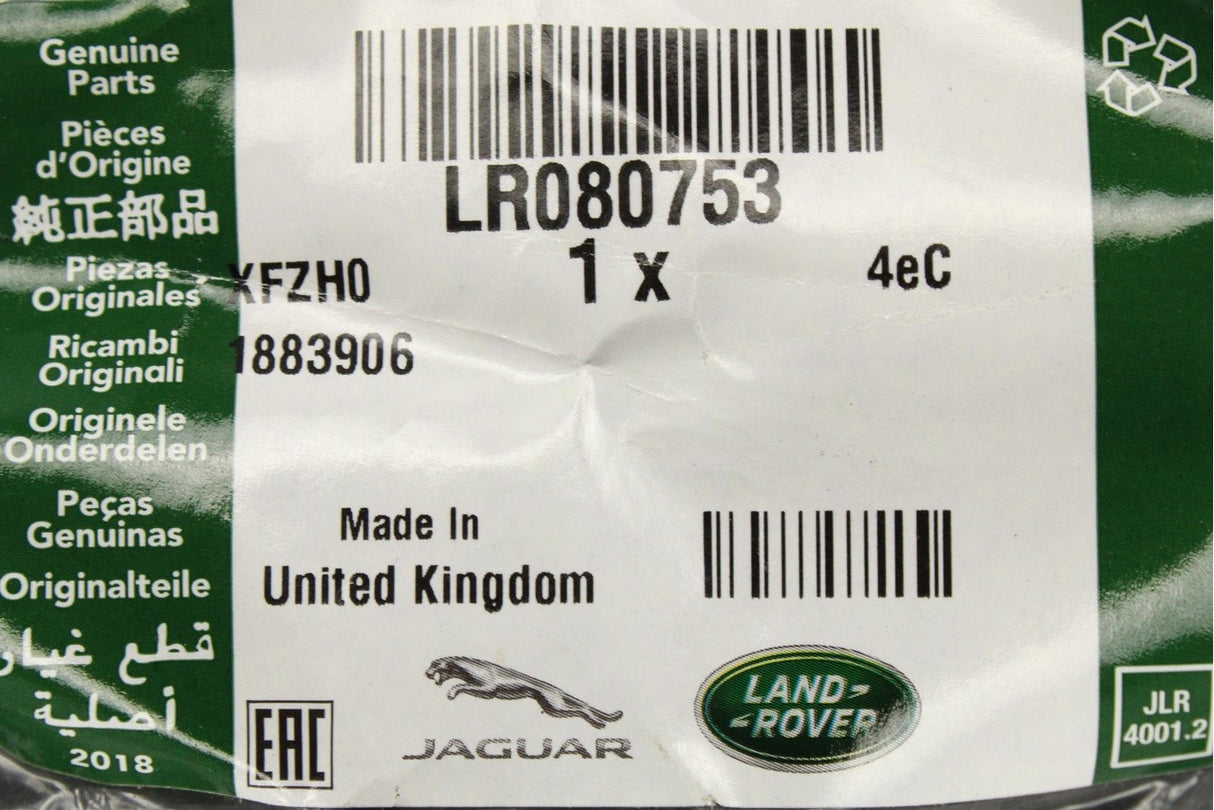 Genuine
Parts
Pièces
d'Origine
純正部品
Piezas
Originales
Ricambi
Originali
Originele
Onderdelen
Peças
Genuinas
Originalteile
قطع غيار
أصلية
2018
LR080753
1 x
4eC
XFZH0
1883906
Made In
United Kingdom
EAC
JAGUAR
LAND-
-ROVER
JLR
4001.2